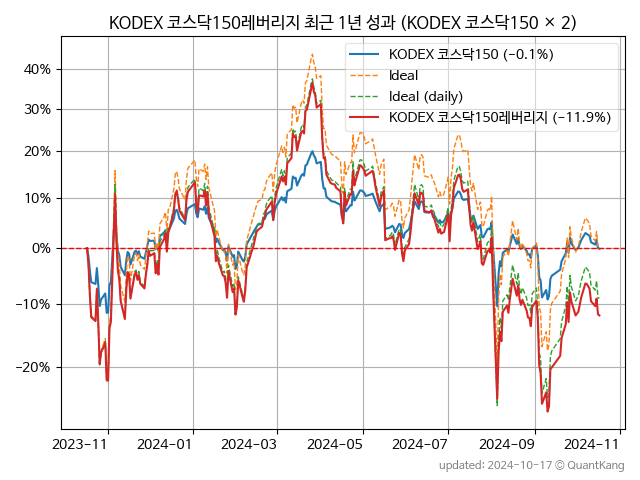 KODEX 코스닥150레버리지 최근 1년 성과 (KODEX 코스닥150 × 2)
KODEX 코스닥150 (−0.1%)
Ideal
Ideal (daily)
KODEX 코스닥150레버리지 (−11.9%)
40%
30%
20%
10%
0%
−10%
−20%
2023-11
2024-01
2024-03
2024-05
2024-07
2024-09
2024-11
updated: 2024-10-17 © QuantKang